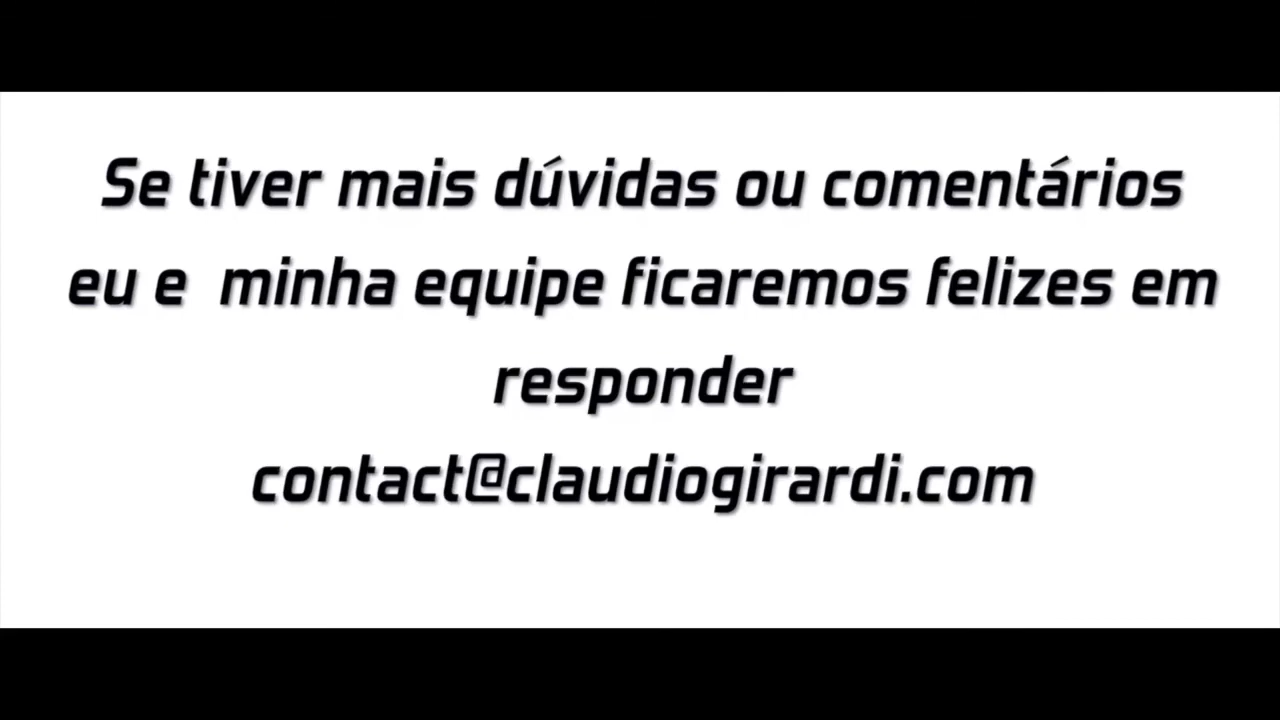 Se tiver mais dúvidas ou comentários
eu e minha equipe ficaremos felizes em
responder
contact@claudiogirardi.com